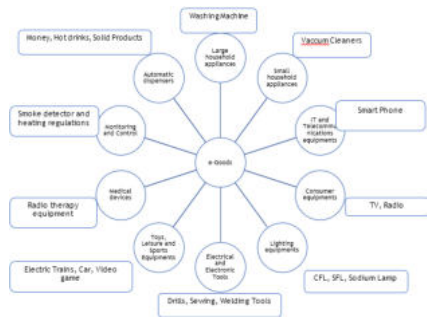 Washing Machine
Large
household
appliances
Vaccum Cleaners
Small
household
appliances
Smart Phone
IT and
Telecommu
nications
equipments
TV, Radio
Consumer
equipments
CFL, SFL, Sodium Lamp
Lighting
equipments
Drills, Sewing, Welding Tools
Electrical and
Electronic
Tools
Electric Trains, Car, Video
game
Toys,
Leisure and
Sports
Equipments
Radio therapy
equipment
Medical
devices
Smoke detector and
heating regulations
Monitoring
and Control
Money, Hot drinks, Solid Products
Automatic
dispensers
e-Goods